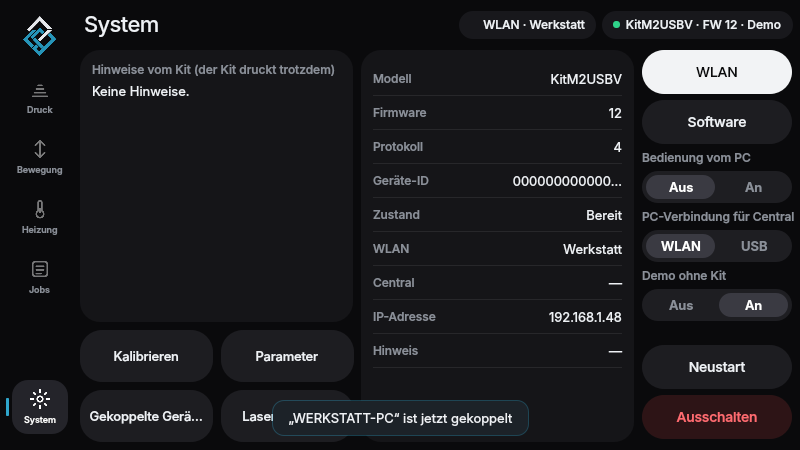 System
WLAN · Werkstatt
KitM2USBV · FW 12 · Demo
Druck
Bewegung
Heizung
Jobs
System
Hinweise vom Kit (der Kit druckt trotzdem)
Keine Hinweise.
Kalibrieren
Parameter
Gekoppelte Gerä...
Laser
Modell KitM2USBV
Firmware 12
Protokoll 4
Geräte-ID 000000000000...
Zustand Bereit
WLAN Werkstatt
Central —
IP-Adresse 192.168.1.48
Hinweis —
„WERKSTATT-PC“ ist jetzt gekoppelt
WLAN
Software
Bedienung vom PC
Aus An
PC-Verbindung für Central
WLAN USB
Demo ohne Kit
Aus An
Neustart
Ausschalten